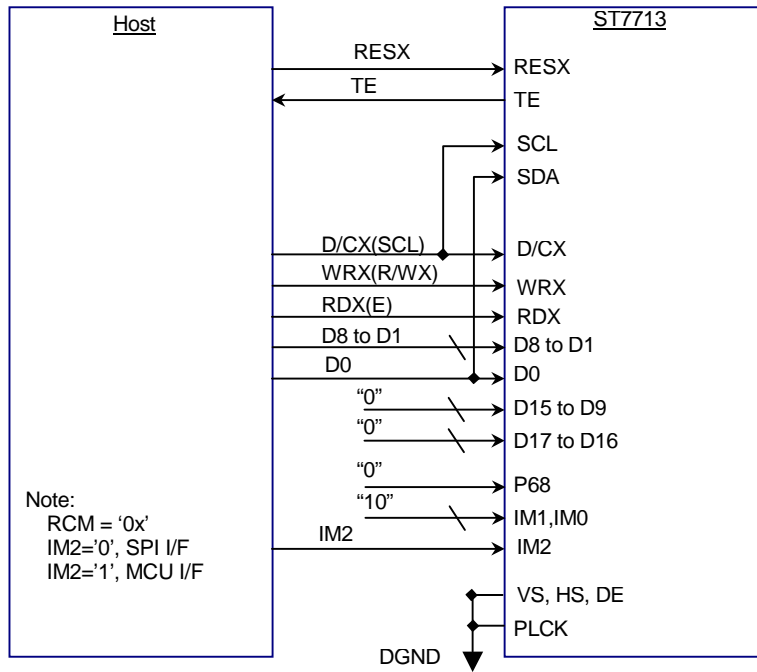 Host
ST7713
RESX
RESX
TE
TE
SCL
SDA
D/CX(SCL)
D/CX
WRX(R/WX)
WRX
RDX(E)
RDX
D8 to D1
D8 to D1
D0
D0
“0”
D15 to D9
“0”
D17 to D16
“0”
P68
“10”
IM1,IM0
IM2
IM2
Note:
RCM = ‘0x’
IM2='0’, SPI I/F
IM2='1’, MCU I/F
VS, HS, DE
PLCK
DGND